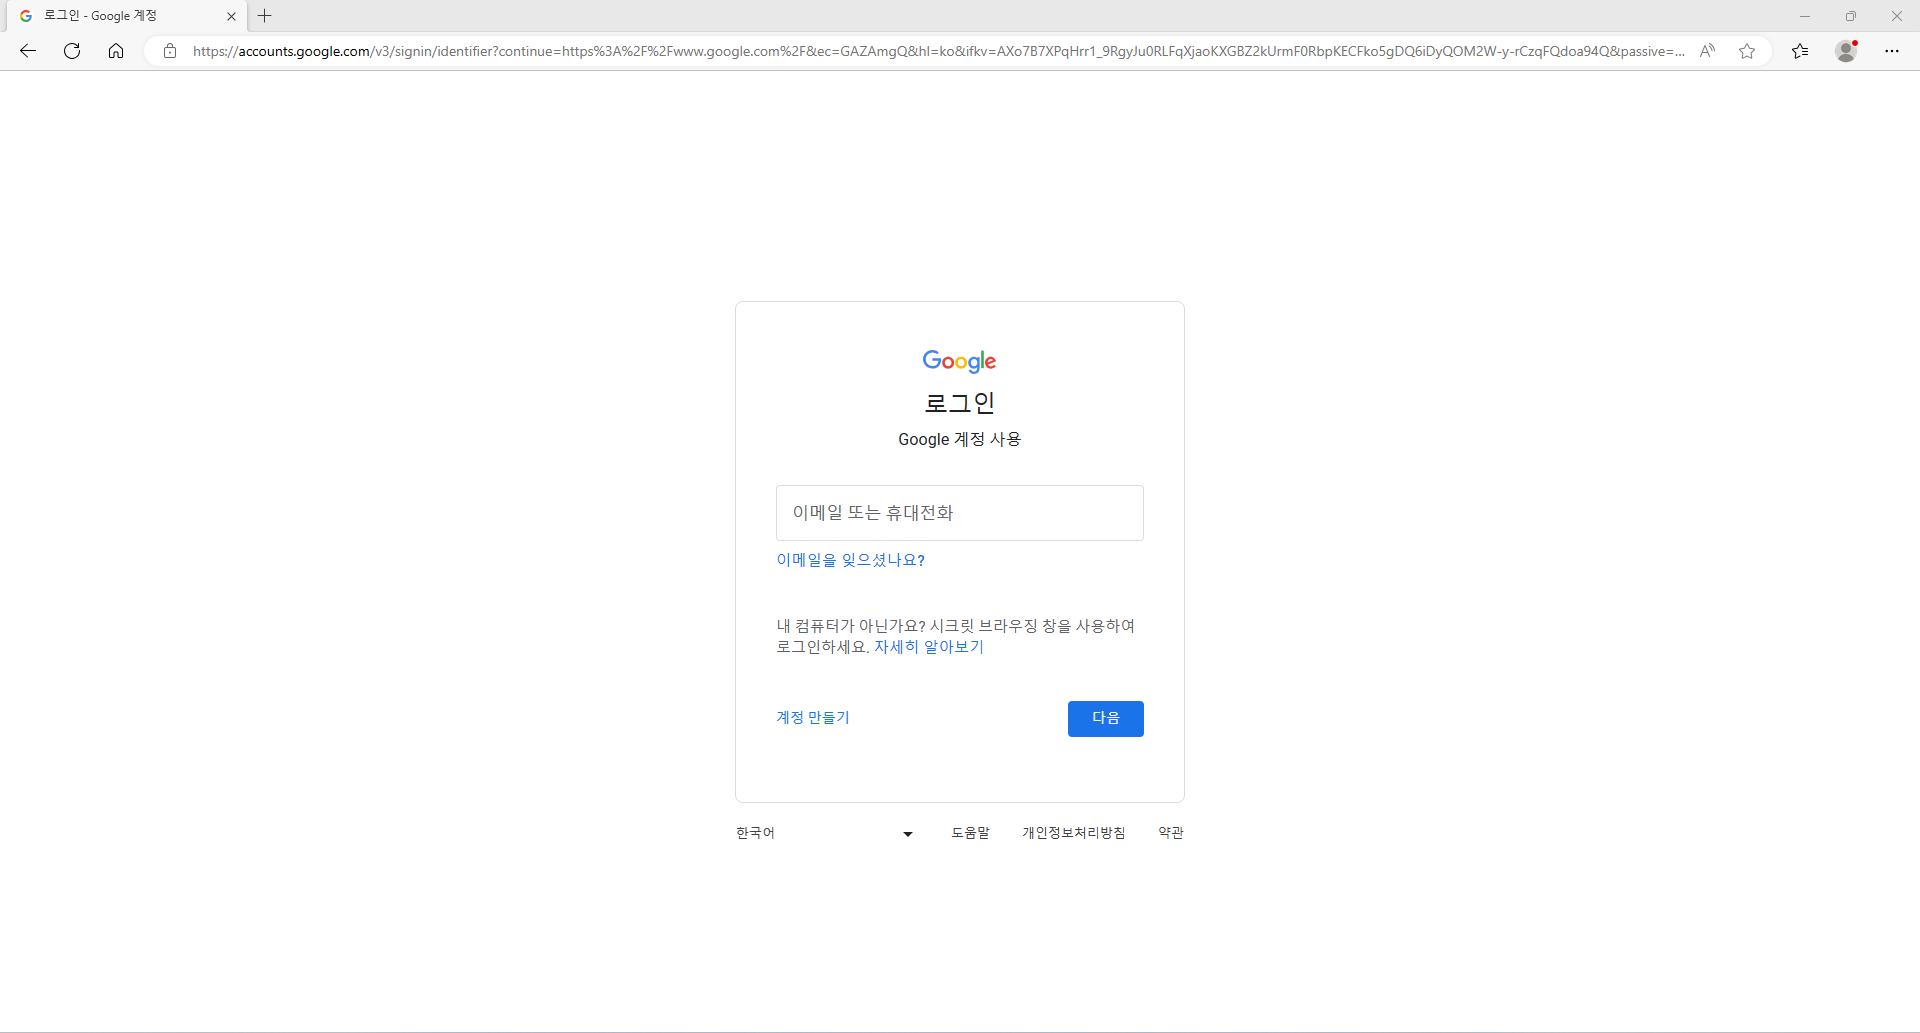 로그인 - Google 계정
https://accounts.google.com/v3/signin/identifier?continue=https%3A%2F%2Fwww.google.com%2F&ec=GAZAmgQ&hl=ko&ifkv=AXo7B7XPqHrr1_9RgyJu0RLFqXjaoKXGBZ2kUrmF0RbpKECFko5gDQ6iDyQOM2W-y-rCzqFQdoa94Q&passive=...
Google
로그인
Google 계정 사용
이메일 또는 휴대전화
이메일을 잊으셨나요?
내 컴퓨터가 아닌가요? 시크릿 브라우징 창을 사용하여
로그인하세요. 자세히 알아보기
계정 만들기 다음
한국어 도움말 개인정보처리방침 약관